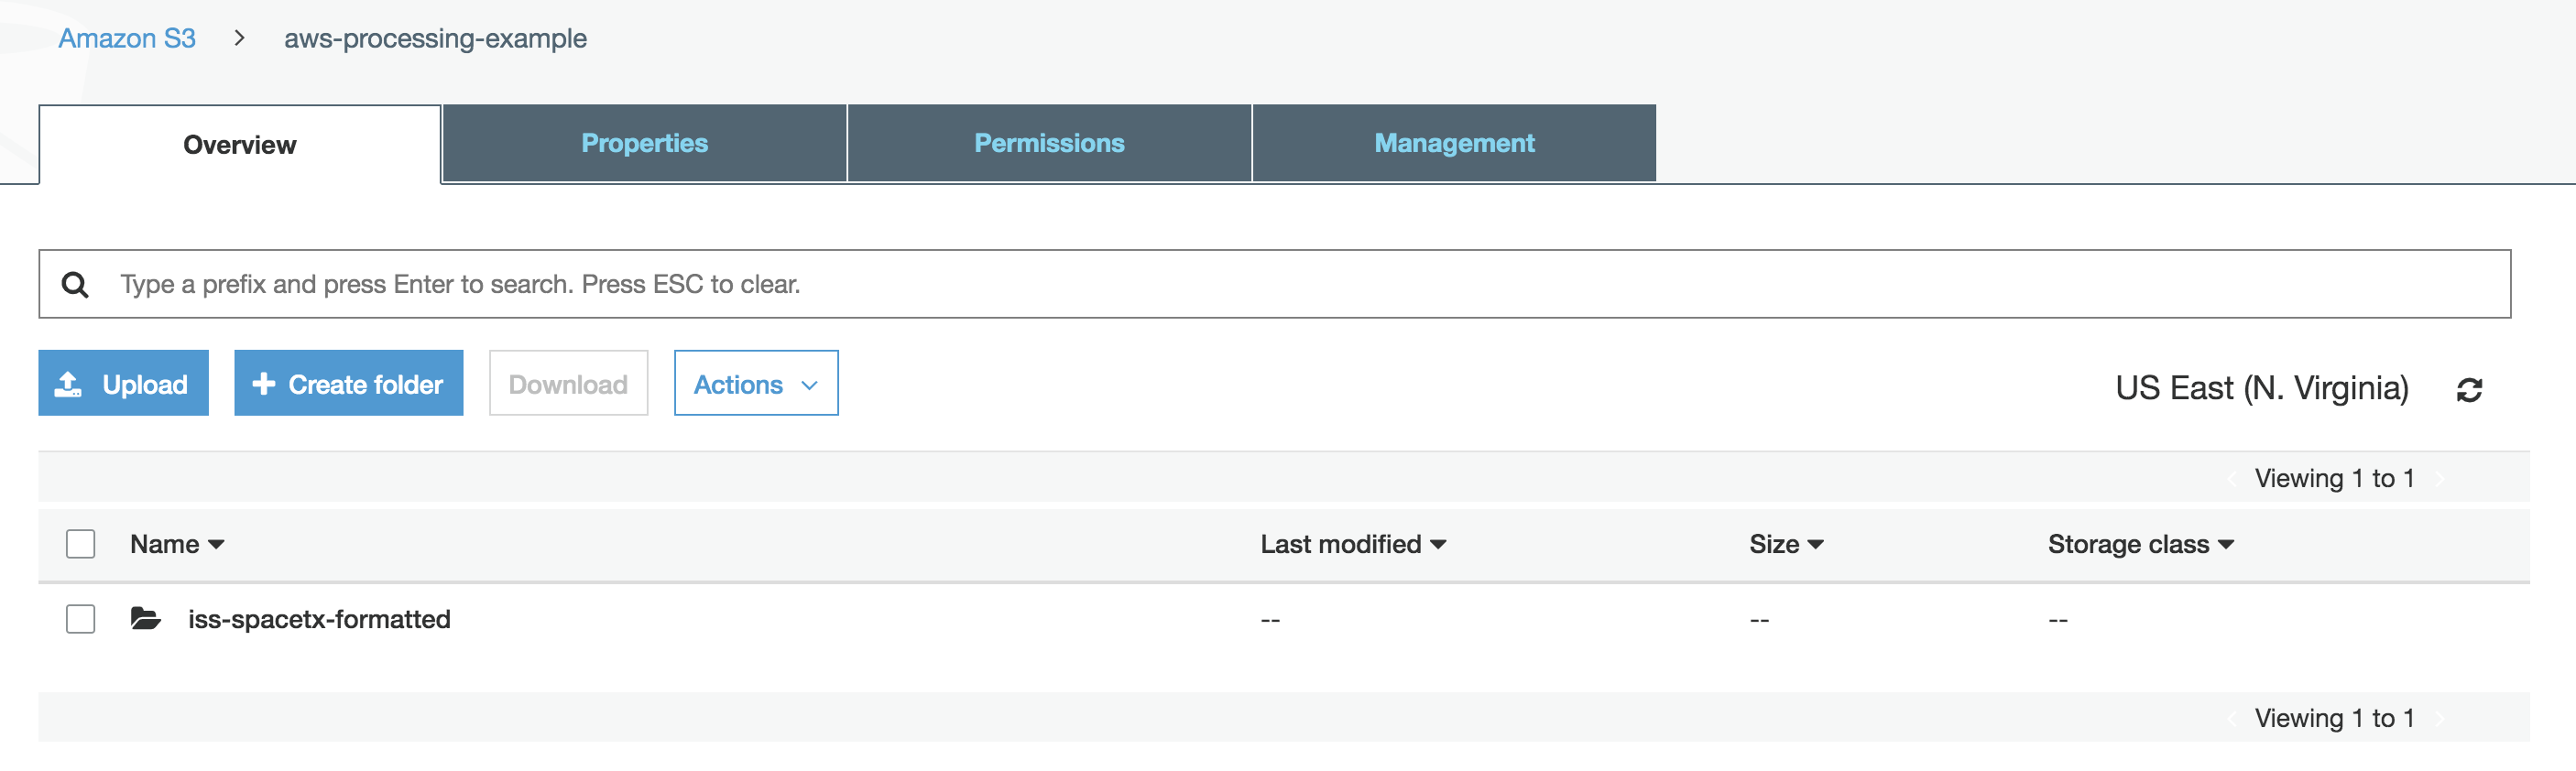 Amazon S3 > aws-processing-example
Overview Properties Permissions Management
Type a prefix and press Enter to search. Press ESC to clear.
Upload + Create folder Download Actions US East (N. Virginia)
Viewing 1 to 1
Name Last modified Size Storage class
iss-spacetx-formatted -- -- --
Viewing 1 to 1